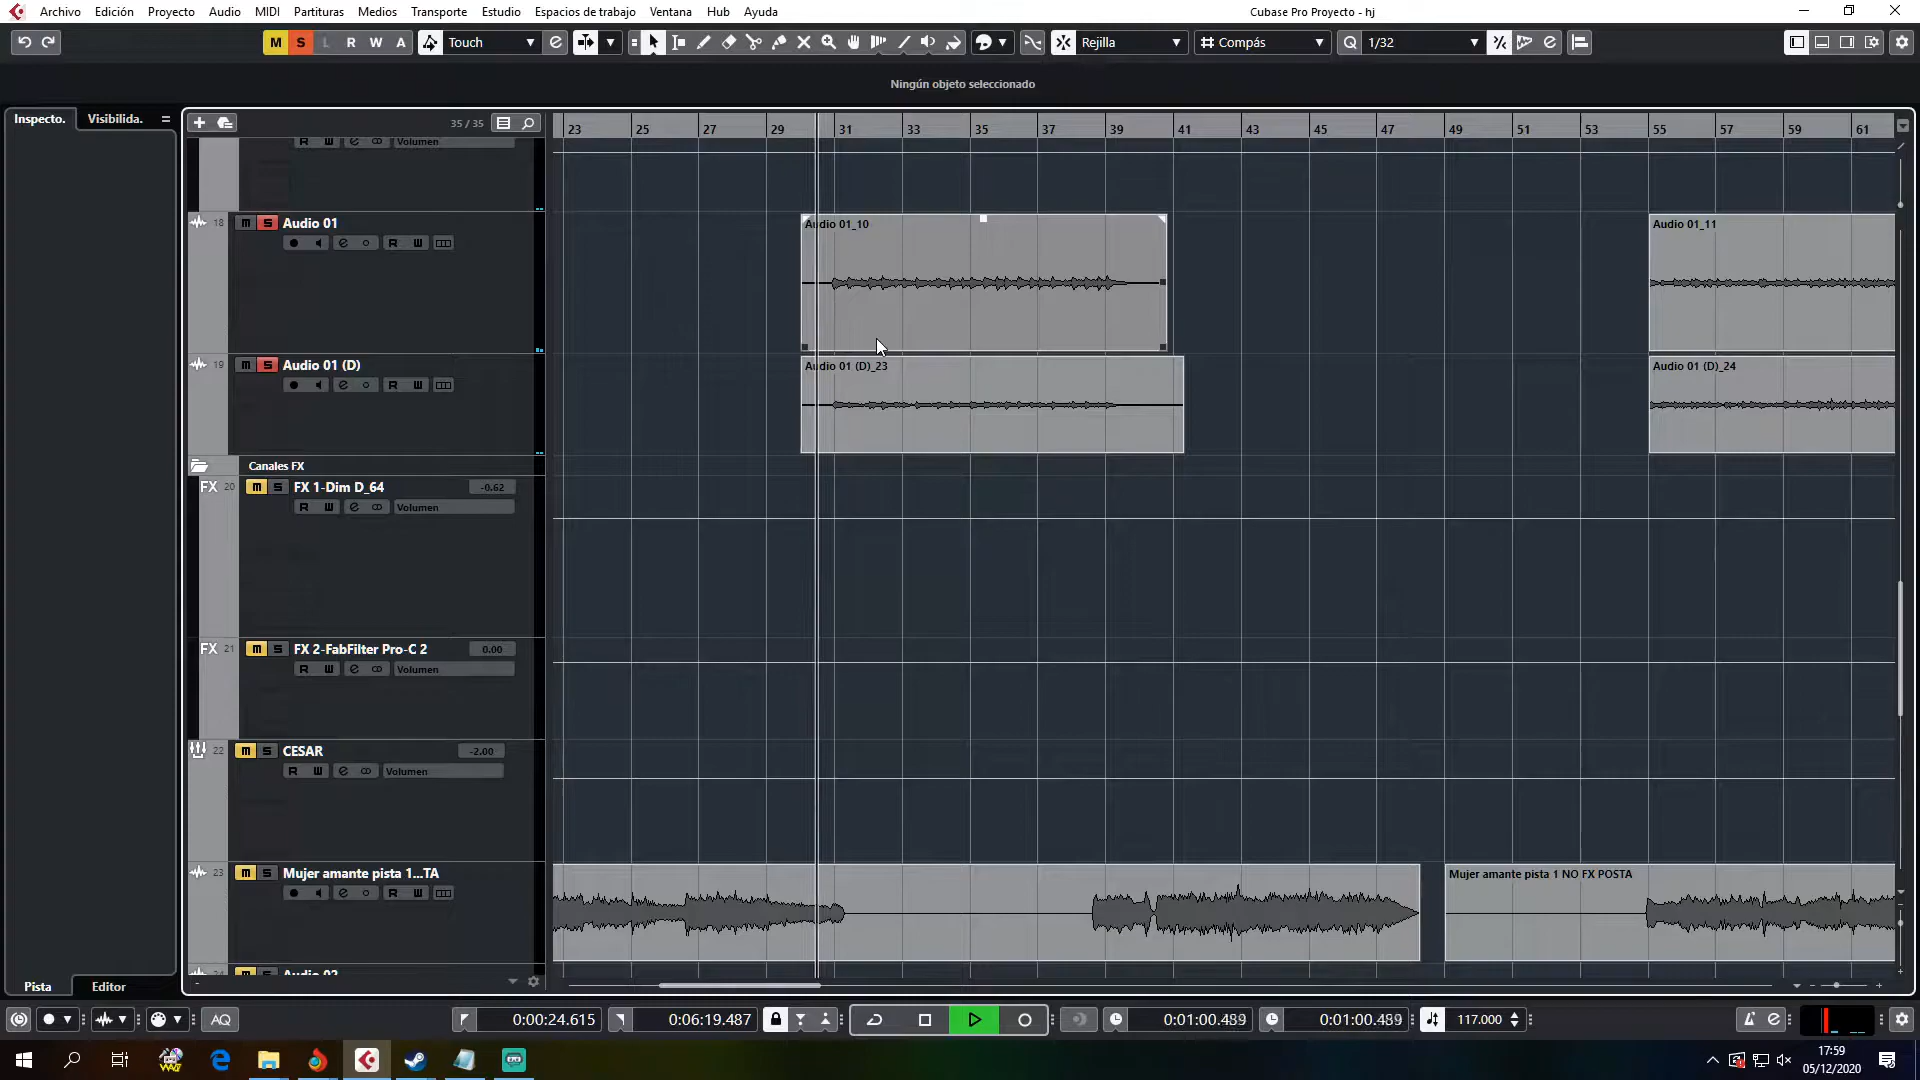 Archivo Edición Proyecto Audio MIDI Partituras Medios Transporte Estudio Espacios de trabajo Ventana Hub Ayuda Cubase Pro Proyecto - hj
M S L R W A Touch Rejilla Compás Q 1/32
Ningún objeto seleccionado
Inspecto. Visibilida. 35 / 35 23 25 27 29 31 33 35 37 39 41 43 45 47 49 51 53 55 57 59 61
R W Volumen
18 m S Audio 01 Audio 01_10 Audio 01_11
R W
19 m S Audio 01 (D) Audio 01 (D)_23 Audio 01 (D)_24
R W
Canales FX
FX 20 m S FX 1-Dim D_64 -0.62
R W Volumen
FX 21 m S FX 2-FabFilter Pro-C 2 0.00
R W Volumen
22 m S CESAR -2.00
R W Volumen
23 m S Mujer amante pista 1...TA Mujer amante pista 1 NO FX POSTA
R W
Audio 02
Pista Editor
AQ 0:00:24.615 0:06:19.487 0:01:00.489 0:01:00.489 117.000
17:59
05/12/2020